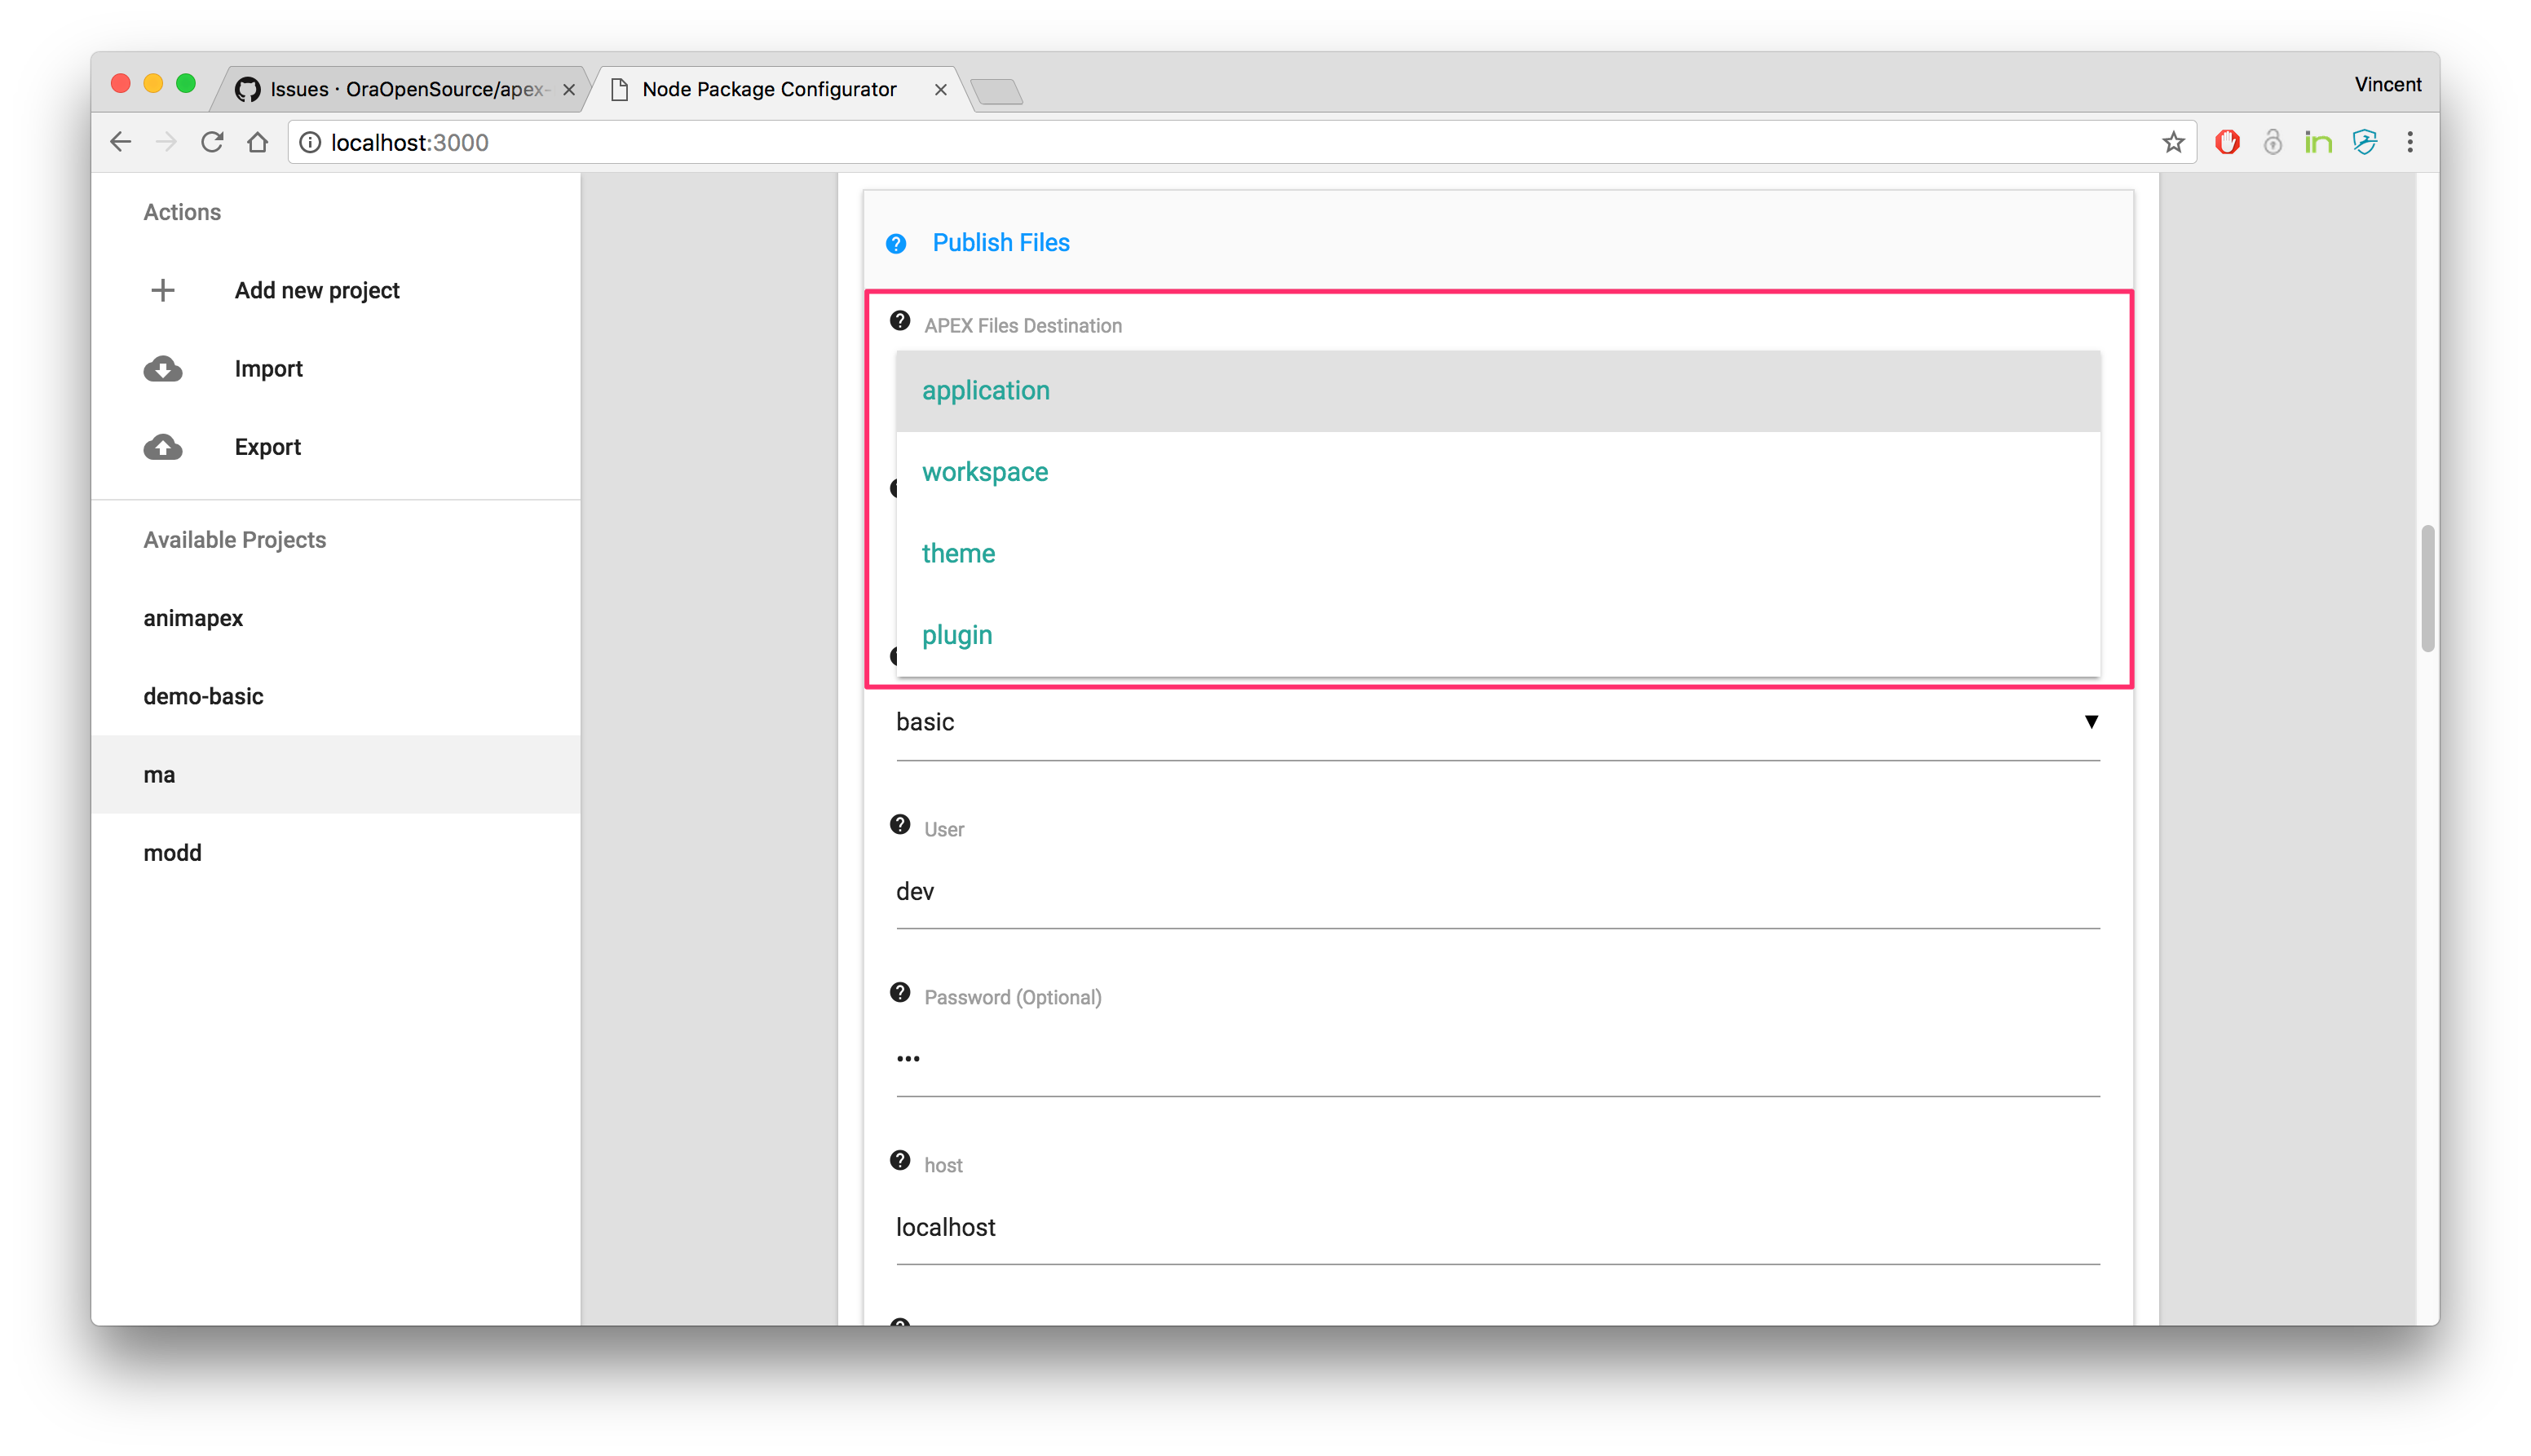 Issues · OraOpenSource/apex-
Node Package Configurator
Vincent
localhost:3000
Actions
Add new project
Import
Export
Available Projects
animapex
demo-basic
ma
modd
Publish Files
APEX Files Destination
application
workspace
theme
plugin
basic
User
dev
Password (Optional)
•••
host
localhost